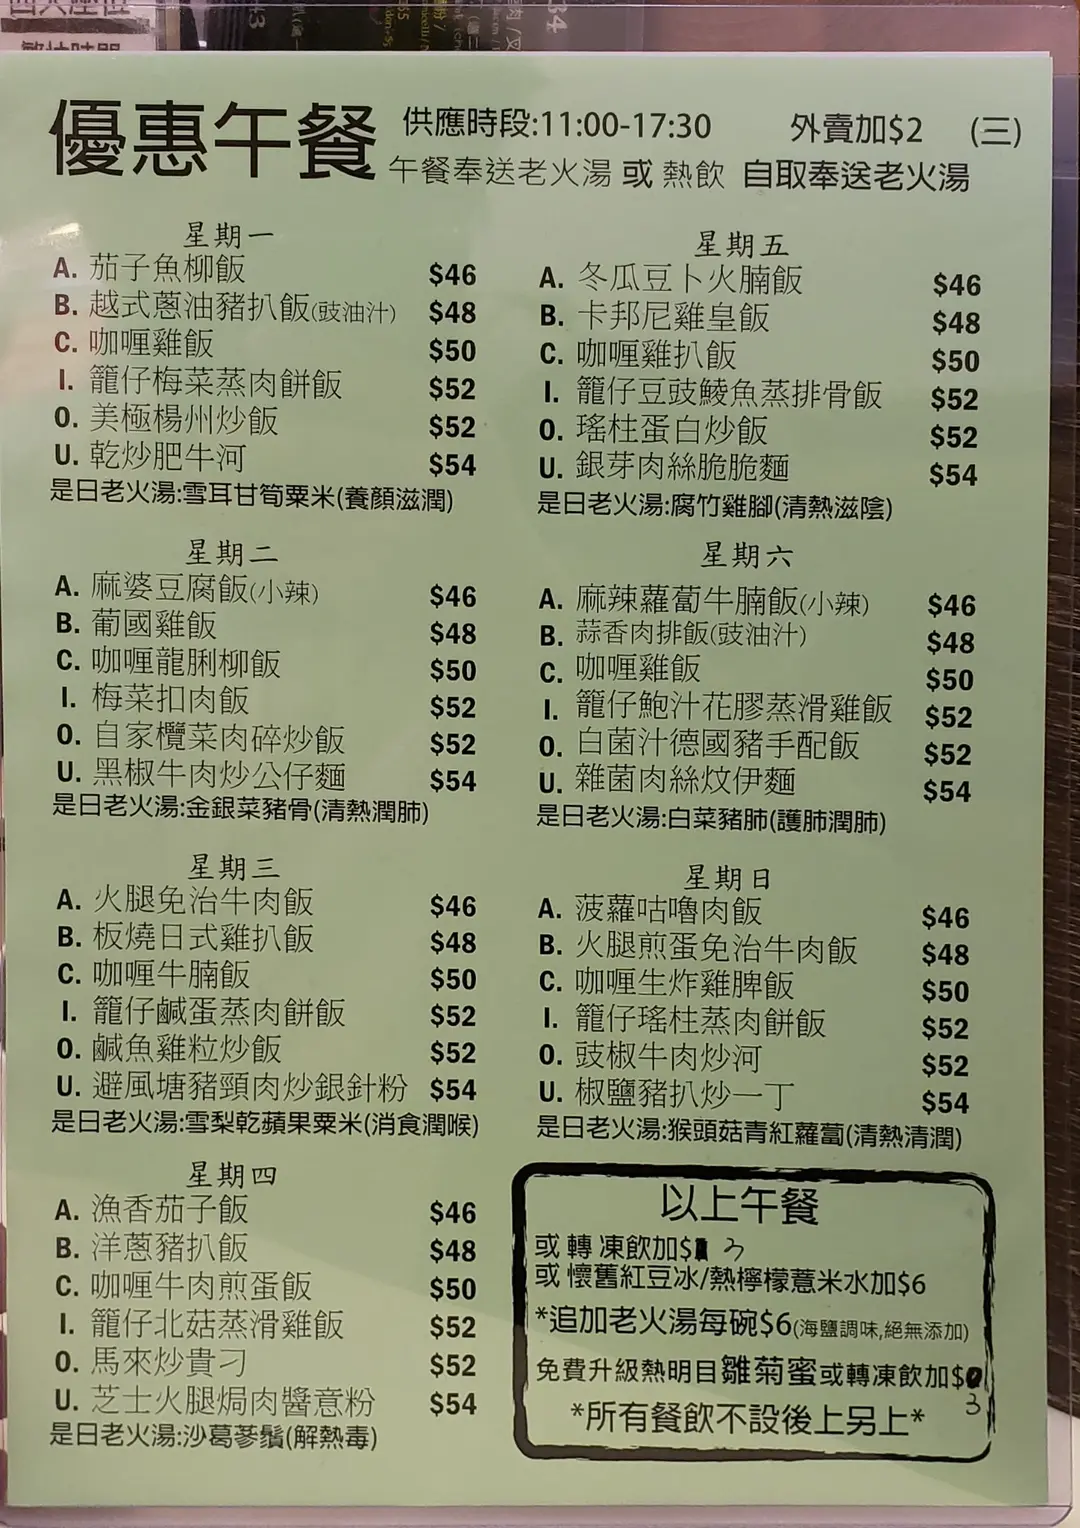 優惠午餐
供應時段:11:00-17:30 外賣加$2 (三)
午餐奉送老火湯 或 熱飲 自取奉送老火湯
星期一
A. 茄子魚柳飯 $46
B. 越式蔥油豬扒飯(豉油汁) $48
C. 咖喱雞飯 $50
I. 籠仔梅菜蒸肉餅飯 $52
O. 美極楊州炒飯 $52
U. 乾炒肥牛河 $54
是日老火湯:雪耳甘筍粟米(養顏滋潤)
星期二
A. 麻婆豆腐飯(小辣) $46
B. 葡國雞飯 $48
C. 咖喱龍脷柳飯 $50
I. 梅菜扣肉飯 $52
O. 自家欖菜肉碎炒飯 $52
U. 黑椒牛肉炒公仔麵 $54
是日老火湯:金銀菜豬骨(清熱潤肺)
星期三
A. 火腿免治牛肉飯 $46
B. 板燒日式雞扒飯 $48
C. 咖喱牛腩飯 $50
I. 籠仔鹹蛋蒸肉餅飯 $52
O. 鹹魚雞粒炒飯 $52
U. 避風塘豬頸肉炒銀針粉 $54
是日老火湯:雪梨乾蘋果粟米(消食潤喉)
星期四
A. 漁香茄子飯 $46
B. 洋蔥豬扒飯 $48
C. 咖喱牛肉煎蛋飯 $50
I. 籠仔北菇蒸滑雞飯 $52
O. 馬來炒貴刁 $52
U. 芝士火腿焗肉醬意粉 $54
是日老火湯:沙葛蔘鬚(解熱毒)
星期五
A. 冬瓜豆卜火腩飯 $46
B. 卡邦尼雞皇飯 $48
C. 咖喱雞扒飯 $50
I. 籠仔豆豉鯪魚蒸排骨飯 $52
O. 瑤柱蛋白炒飯 $52
U. 銀芽肉絲脆脆麵 $54
是日老火湯:腐竹雞腳(清熱滋陰)
星期六
A. 麻辣蘿蔔牛腩飯(小辣) $46
B. 蒜香肉排飯(豉油汁) $48
C. 咖喱雞飯 $50
I. 籠仔鮑汁花膠蒸滑雞飯 $52
O. 白菌汁德國豬手配飯 $52
U. 雜菌肉絲炆伊麵 $54
是日老火湯:白菜豬肺(護肺潤肺)
星期日
A. 菠蘿咕嚕肉飯 $46
B. 火腿煎蛋免治牛肉飯 $48
C. 咖喱生炸雞脾飯 $50
I. 籠仔瑤柱蒸肉餅飯 $52
O. 豉椒牛肉炒河 $52
U. 椒鹽豬扒炒一丁 $54
是日老火湯:猴頭菇青紅蘿蔔(清熱清潤)
以上午餐
或 轉 凍飲加$ 3
或 懷舊紅豆冰/熱檸檬薏米水加$6
*追加老火湯每碗$6(海鹽調味,絕無添加)
免費升級熱明目雛菊蜜或轉凍飲加$
3
*所有餐飲不設後上另上*